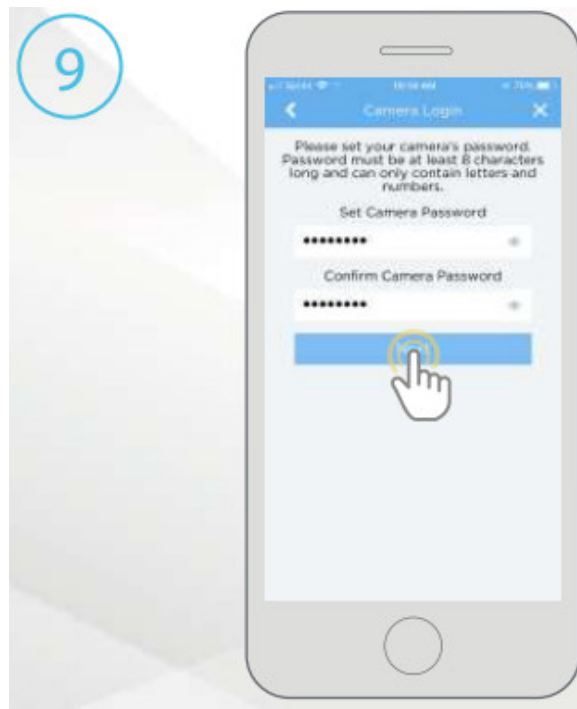 9
Camera Login
Please set your camera's password.
Password must be at least 8 characters
long and can only contain letters and
numbers.
Set Camera Password
••••••••
Confirm Camera Password
••••••••